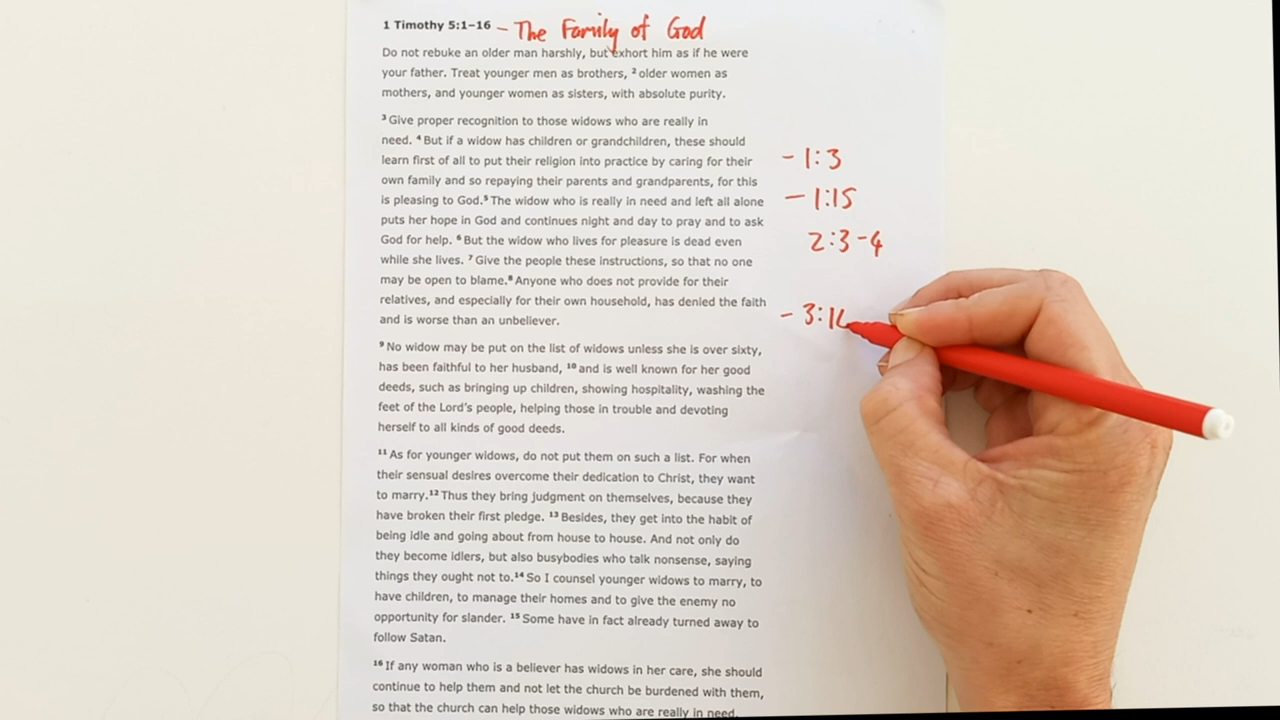 1 Timothy 5:1–16 – The Family of God
Do not rebuke an older man harshly, but exhort him as if he were
your father. Treat younger men as brothers, ² older women as
mothers, and younger women as sisters, with absolute purity.
³ Give proper recognition to those widows who are really in
need. ⁴ But if a widow has children or grandchildren, these should
learn first of all to put their religion into practice by caring for their
own family and so repaying their parents and grandparents, for this
is pleasing to God.⁵ The widow who is really in need and left all alone
puts her hope in God and continues night and day to pray and to ask
God for help. ⁶ But the widow who lives for pleasure is dead even
while she lives. ⁷ Give the people these instructions, so that no one
may be open to blame.⁸ Anyone who does not provide for their
relatives, and especially for their own household, has denied the faith
and is worse than an unbeliever.
⁹ No widow may be put on the list of widows unless she is over sixty,
has been faithful to her husband, ¹⁰ and is well known for her good
deeds, such as bringing up children, showing hospitality, washing the
feet of the Lord's people, helping those in trouble and devoting
herself to all kinds of good deeds.
¹¹ As for younger widows, do not put them on such a list. For when
their sensual desires overcome their dedication to Christ, they want
to marry.¹² Thus they bring judgment on themselves, because they
have broken their first pledge. ¹³ Besides, they get into the habit of
being idle and going about from house to house. And not only do
they become idlers, but also busybodies who talk nonsense, saying
things they ought not to.¹⁴ So I counsel younger widows to marry, to
have children, to manage their homes and to give the enemy no
opportunity for slander. ¹⁵ Some have in fact already turned away to
follow Satan.
¹⁶ If any woman who is a believer has widows in her care, she should
continue to help them and not let the church be burdened with them,
so that the church can help those widows who are really in need.
– 1:3
– 1:15
2:3-4